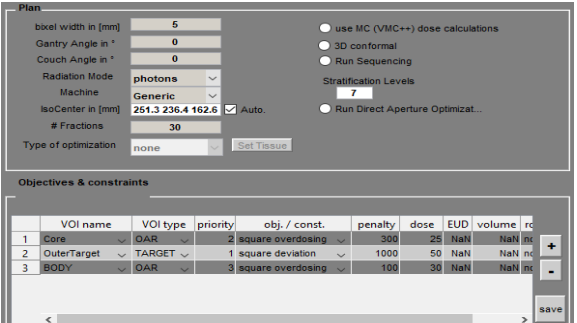 Plan
bixel width in [mm] 5
Gantry Angle in ° 0
Couch Angle in ° 0
Radiation Mode photons
Machine Generic
IsoCenter in [mm] 251.3 236.4 162.6 Auto.
# Fractions 30
Type of optimization none Set Tissue
use MC (VMC++) dose calculations
3D conformal
Run Sequencing
Stratification Levels
7
Run Direct Aperture Optimizat...
Objectives & constraints
VOI name VOI type priority obj. / const. penalty dose EUD volume
1 Core OAR 2 square overdosing 300 25 NaN NaN
2 OuterTarget TARGET 1 square deviation 1000 50 NaN NaN
3 BODY OAR 3 square overdosing 100 30 NaN NaN
+
-
save